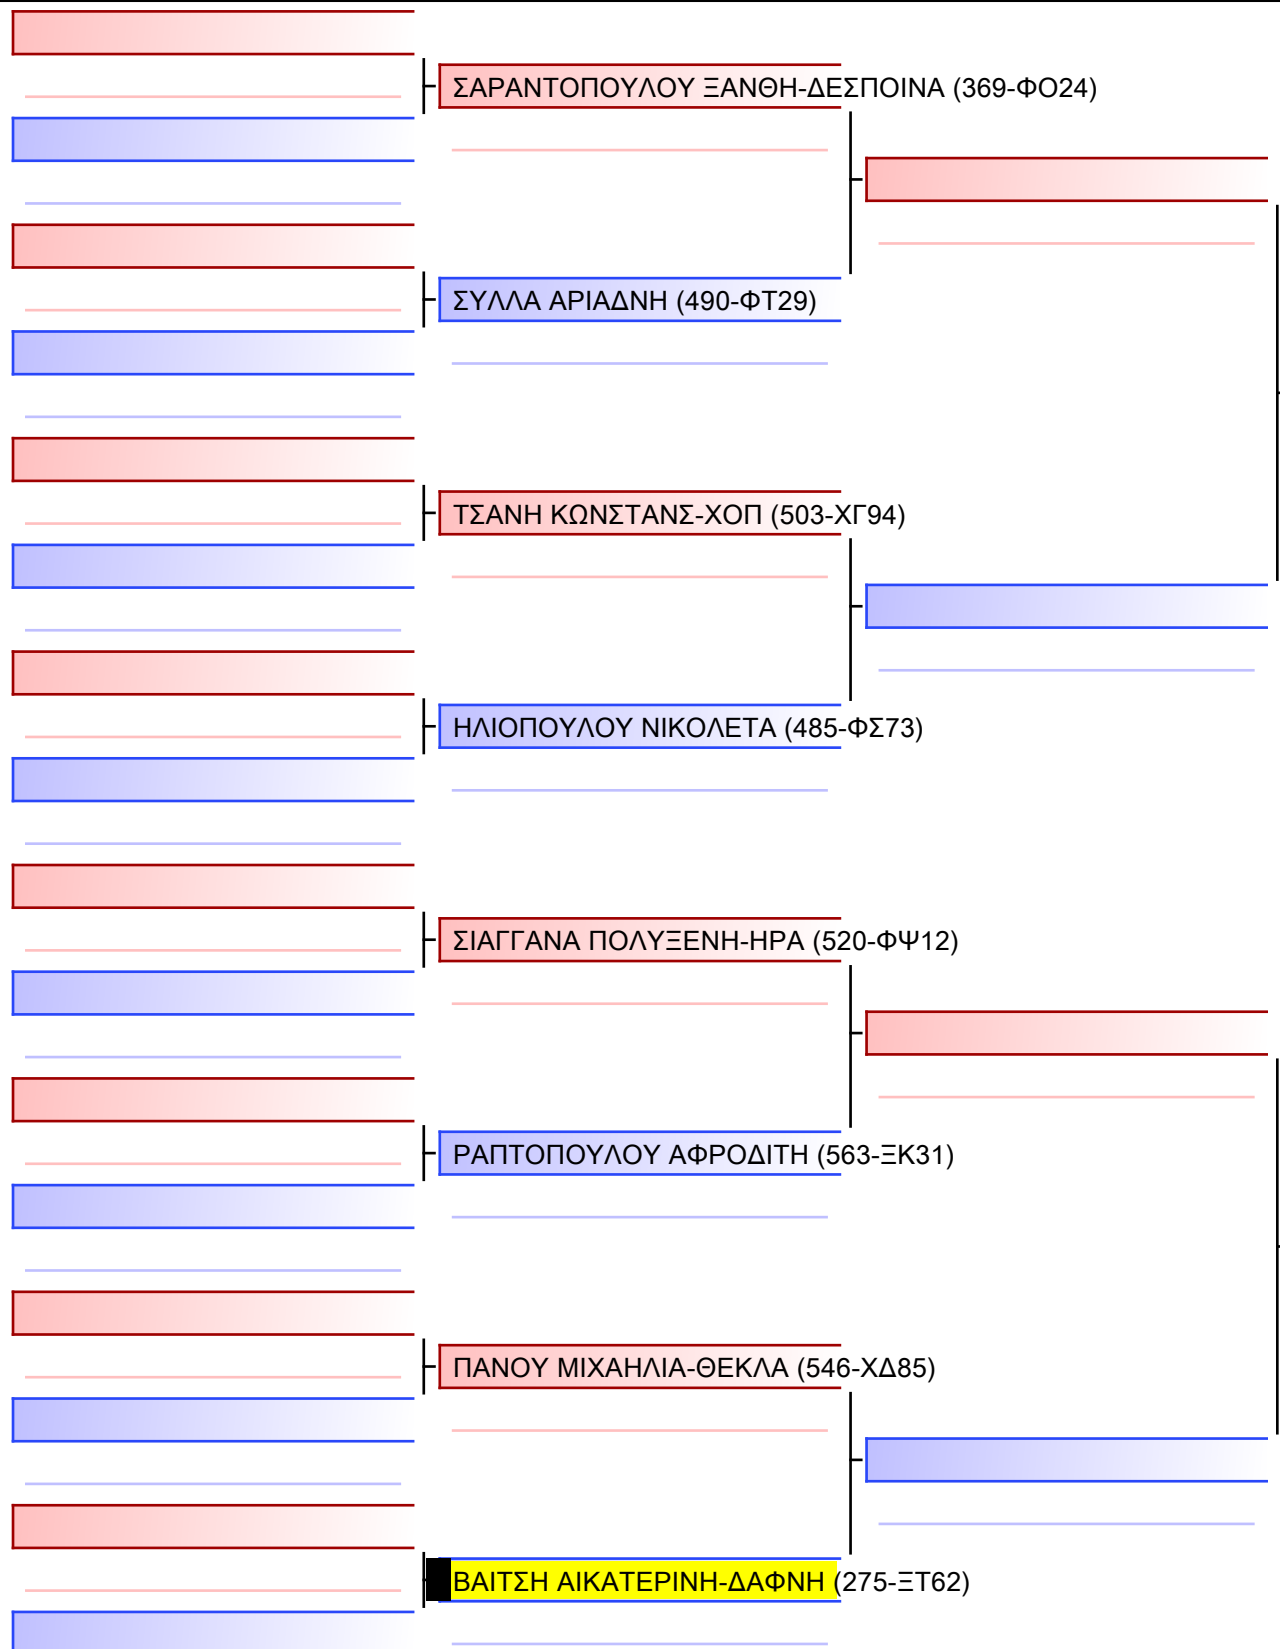 ΣΑΡΑΝΤΟΠΟΥΛΟΥ ΞΑΝΘΗ-ΔΕΣΠΟΙΝΑ (369-ΦΟ24)
ΣΥΛΛΑ ΑΡΙΑΔΝΗ (490-ΦΤ29)
ΤΣΑΝΗ ΚΩΝΣΤΑΝΣ-ΧΟΠ (503-ΧΓ94)
ΗΛΙΟΠΟΥΛΟΥ ΝΙΚΟΛΕΤΑ (485-ΦΣ73)
ΣΙΑΓΓΑΝΑ ΠΟΛΥΞΕΝΗ-ΗΡΑ (520-ΦΨ12)
ΡΑΠΤΟΠΟΥΛΟΥ ΑΦΡΟΔΙΤΗ (563-ΞΚ31)
ΠΑΝΟΥ ΜΙΧΑΗΛΙΑ-ΘΕΚΛΑ (546-ΧΔ85)
ΒΑΙΤΣΗ ΑΙΚΑΤΕΡΙΝΗ-ΔΑΦΝΗ (275-ΞΤ62)